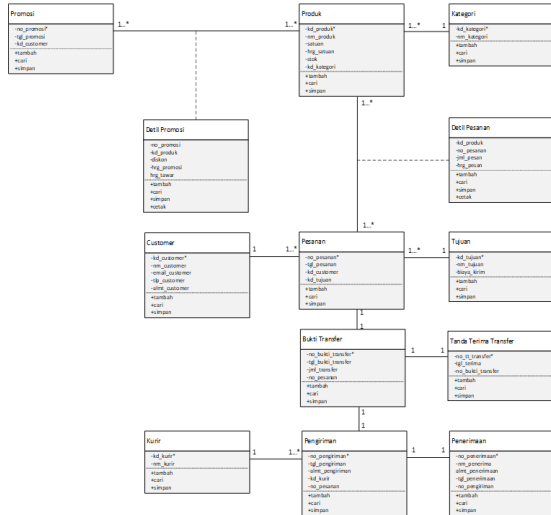 Promosi
-no_promosi*
-tgl_promosi
-kd_customer
+tambah
+cari
+simpan
1..*
1..*
Produk
-kd_produk*
-nm_produk
-satuan
-hrg_satuan
-stok
-kd_kategori
+tambah
+cari
+simpan
1..*
1
Kategori
-kd_kategori*
-nm_kategori
+tambah
+cari
+simpan
1..*
Detil Promosi
-no_promosi
-kd_produk
-diskon
-hrg_promosi
hrg_tawar
+tambah
+cari
+simpan
+cetak
Detil Pesanan
-kd_produk
-no_pesanan
-jml_pesan
-hrg_pesan
+tambah
+cari
+simpan
+cetak
1..*
Customer
-kd_customer*
-nm_customer
-email_customer
-tlp_customer
-almt_customer
+tambah
+cari
+simpan
1
1..*
Pesanan
-no_pesanan*
-tgl_pesanan
-kd_customer
-kd_tujuan
+tambah
+cari
+simpan
1..*
1
Tujuan
-kd_tujuan*
-nm_tujuan
-biaya_kirim
+tambah
+cari
+simpan
1
1
Bukti Transfer
-no_bukti_transfer*
-tgl_bukti_transfer
-jml_transfer
-no_pesanan
+tambah
+cari
+simpan
1
1
Tanda Terima Transfer
-no_tt_transfer*
-tgl_terima
-no_bukti_transfer
+tambah
+cari
+simpan
1
1
Kurir
-kd_kurir*
-nm_kurir
+tambah
+cari
+simpan
1
1..*
Pengiriman
-no_pengiriman*
-tgl_pengiriman
-almt_pengiriman
-kd_kurir
-no_pesanan
+tambah
+cari
+simpan
1
1
Penerimaan
-no_penerimaan*
-nm_penerima
almt_penerimaan
-tgl_penerimaan
-no_pengiriman
+tambah
+cari
+simpan